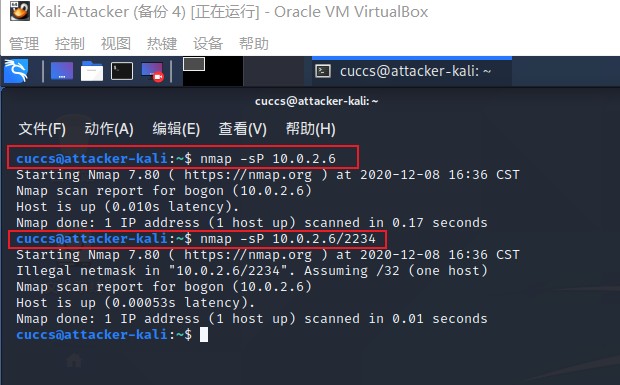 Kali-Attacker (备份 4) [正在运行] - Oracle VM VirtualBox
管理 控制 视图 热键 设备 帮助
cuccs@attacker-kali: ~
cuccs@attacker-kali: ~
文件(F) 动作(A) 编辑(E) 查看(V) 帮助(H)
cuccs@attacker-kali:~$ nmap -sP 10.0.2.6
Starting Nmap 7.80 ( https://nmap.org ) at 2020-12-08 16:36 CST
Nmap scan report for bogon (10.0.2.6)
Host is up (0.010s latency).
Nmap done: 1 IP address (1 host up) scanned in 0.17 seconds
cuccs@attacker-kali:~$ nmap -sP 10.0.2.6/2234
Starting Nmap 7.80 ( https://nmap.org ) at 2020-12-08 16:36 CST
Illegal netmask in "10.0.2.6/2234". Assuming /32 (one host)
Nmap scan report for bogon (10.0.2.6)
Host is up (0.00053s latency).
Nmap done: 1 IP address (1 host up) scanned in 0.01 seconds
cuccs@attacker-kali:~$